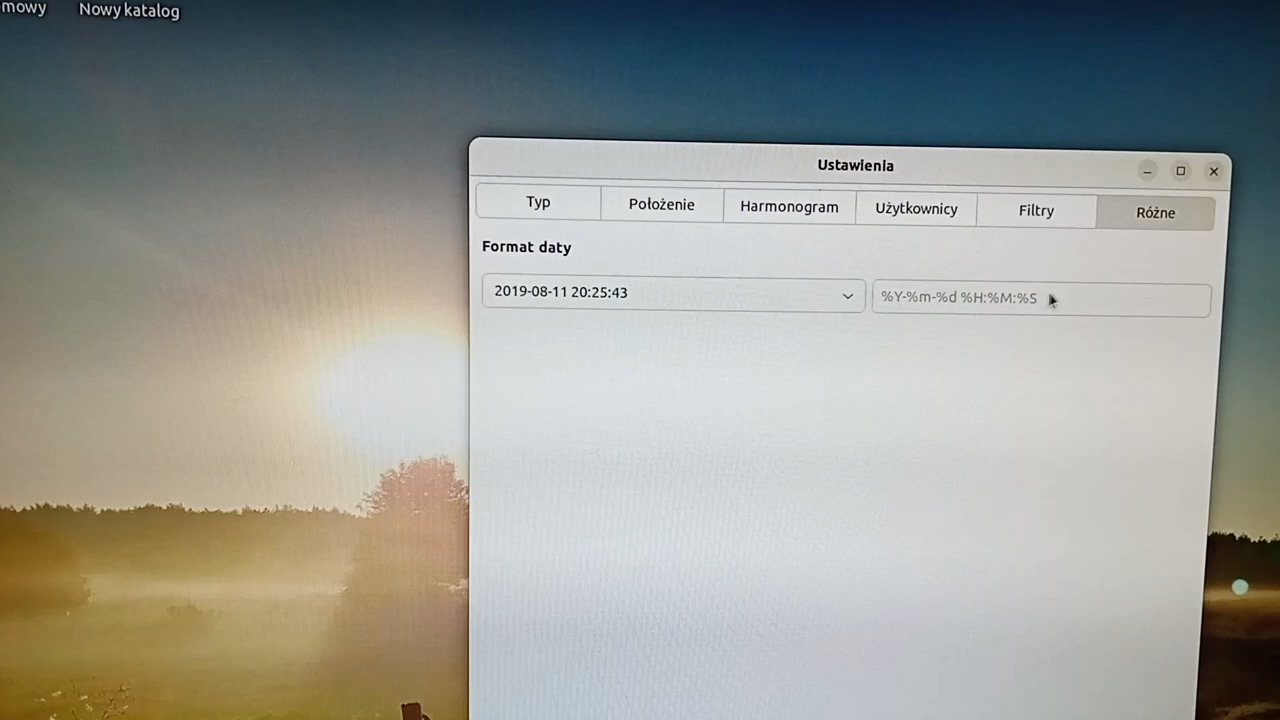 mowy Nowy katalog
Ustawienia
Typ Położenie Harmonogram Użytkownicy Filtry Różne
Format daty
2019-08-11 20:25:43 %Y-%m-%d %H:%M:%S